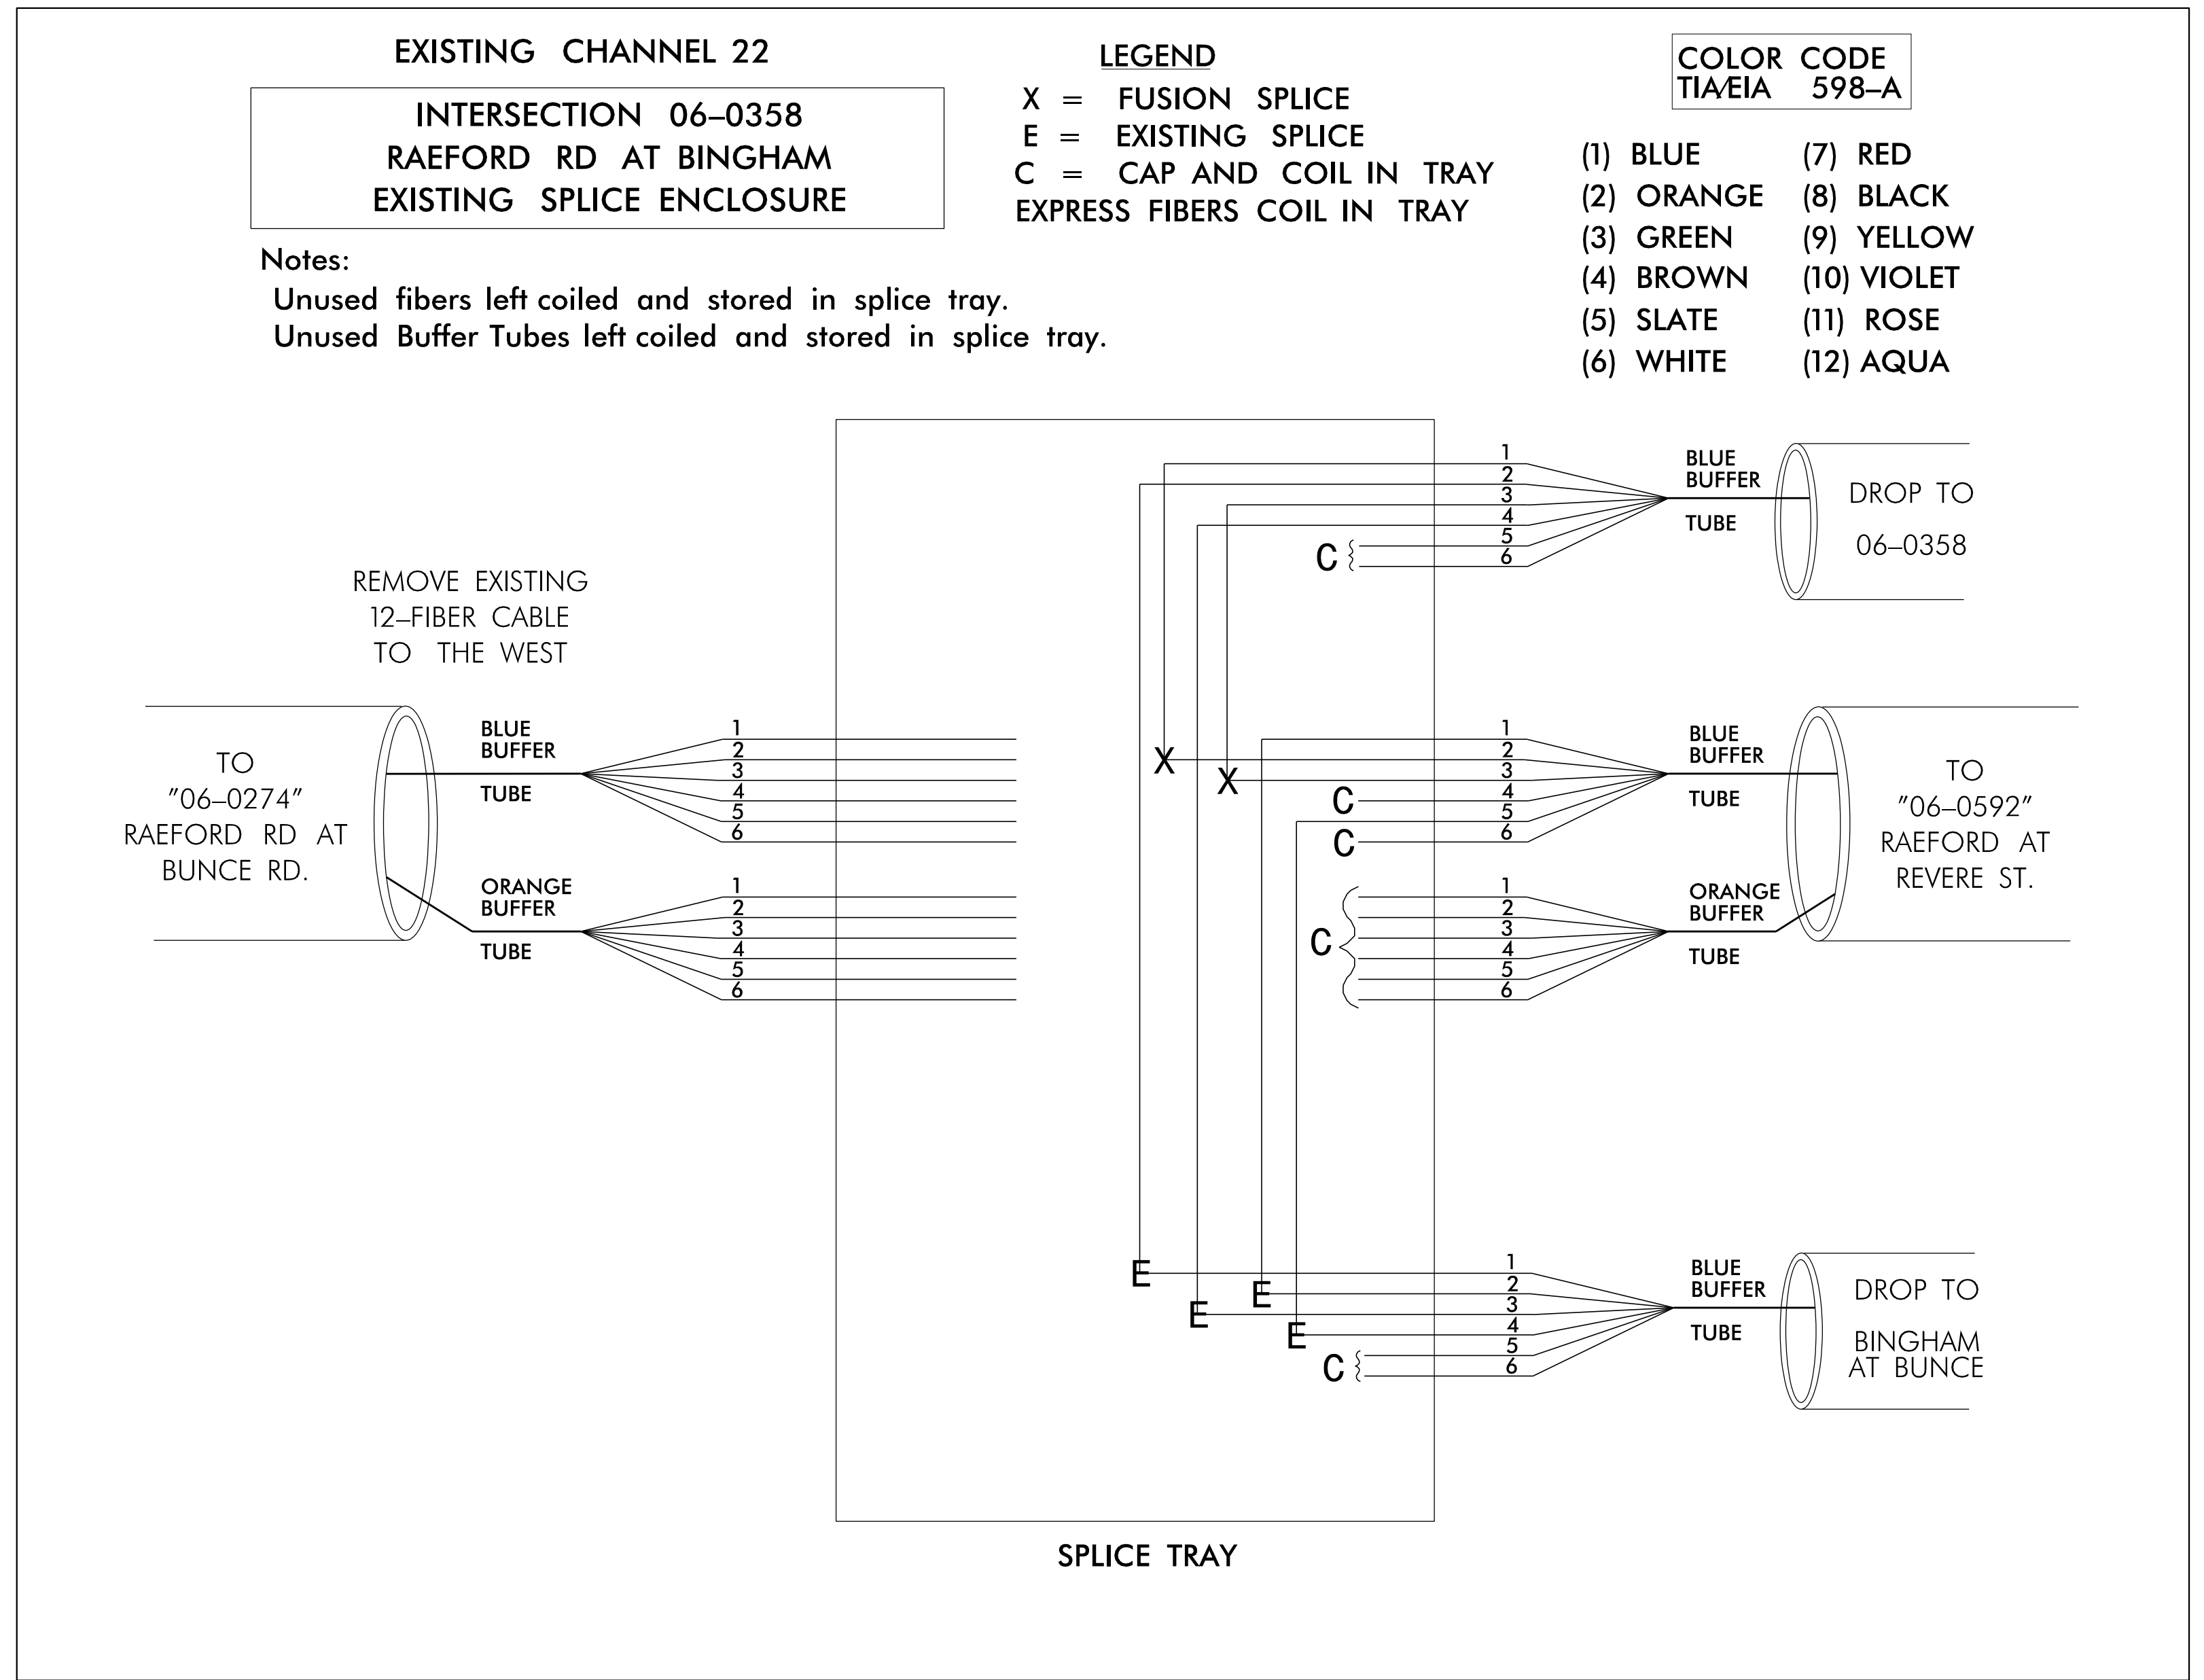 EXISTING CHANNEL 22
INTERSECTION 06–0358
RAEFORD RD AT BINGHAM
EXISTING SPLICE ENCLOSURE
Notes:
Unused fibers left coiled and stored in splice tray.
Unused Buffer Tubes left coiled and stored in splice tray.
LEGEND
X = FUSION SPLICE
E = EXISTING SPLICE
C = CAP AND COIL IN TRAY
EXPRESS FIBERS COIL IN TRAY
COLOR CODE
TIA/EIA 598–A
(1) BLUE (7) RED
(2) ORANGE (8) BLACK
(3) GREEN (9) YELLOW
(4) BROWN (10) VIOLET
(5) SLATE (11) ROSE
(6) WHITE (12) AQUA
REMOVE EXISTING
12–FIBER CABLE
TO THE WEST
TO
"06–0274"
RAEFORD RD AT
BUNCE RD.
BLUE
BUFFER
TUBE
1
2
3
4
5
6
ORANGE
BUFFER
TUBE
1
2
3
4
5
6
1
2
3
4
5
6
C
BLUE
BUFFER
TUBE
DROP TO
06–0358
X
X
1
2
3
4
5
6
C
C
BLUE
BUFFER
TUBE
TO
"06–0592"
RAEFORD AT
REVERE ST.
1
2
3
4
5
6
C
ORANGE
BUFFER
TUBE
E
E
E
E
1
2
3
4
5
6
C
BLUE
BUFFER
TUBE
DROP TO
BINGHAM
AT BUNCE
SPLICE TRAY